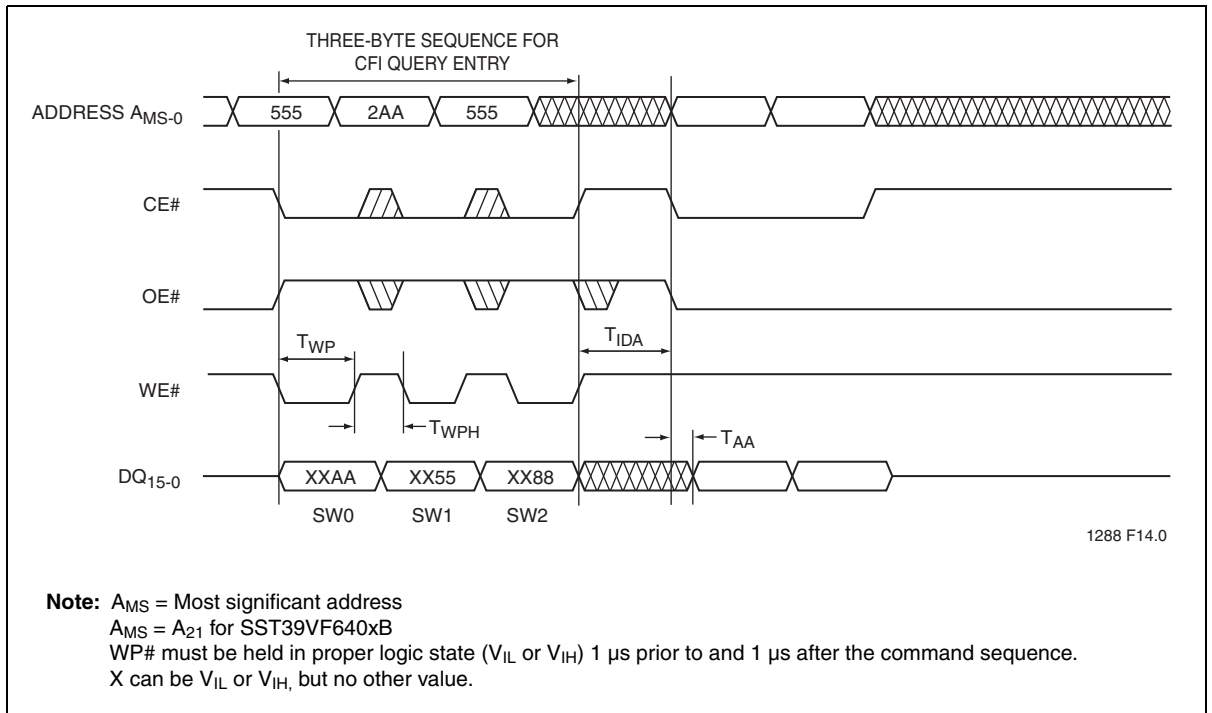 THREE-BYTE SEQUENCE FOR
CFI QUERY ENTRY
ADDRESS AMS-0
555
2AA
555
CE#
OE#
TWP
TIDA
WE#
TWPH
TAA
DQ15-0
XXAA
XX55
XX88
SW0
SW1
SW2
1288 F14.0
Note: AMS = Most significant address
AMS = A21 for SST39VF640xB
WP# must be held in proper logic state (VIL or VIH) 1 µs prior to and 1 µs after the command sequence.
X can be VIL or VIH, but no other value.